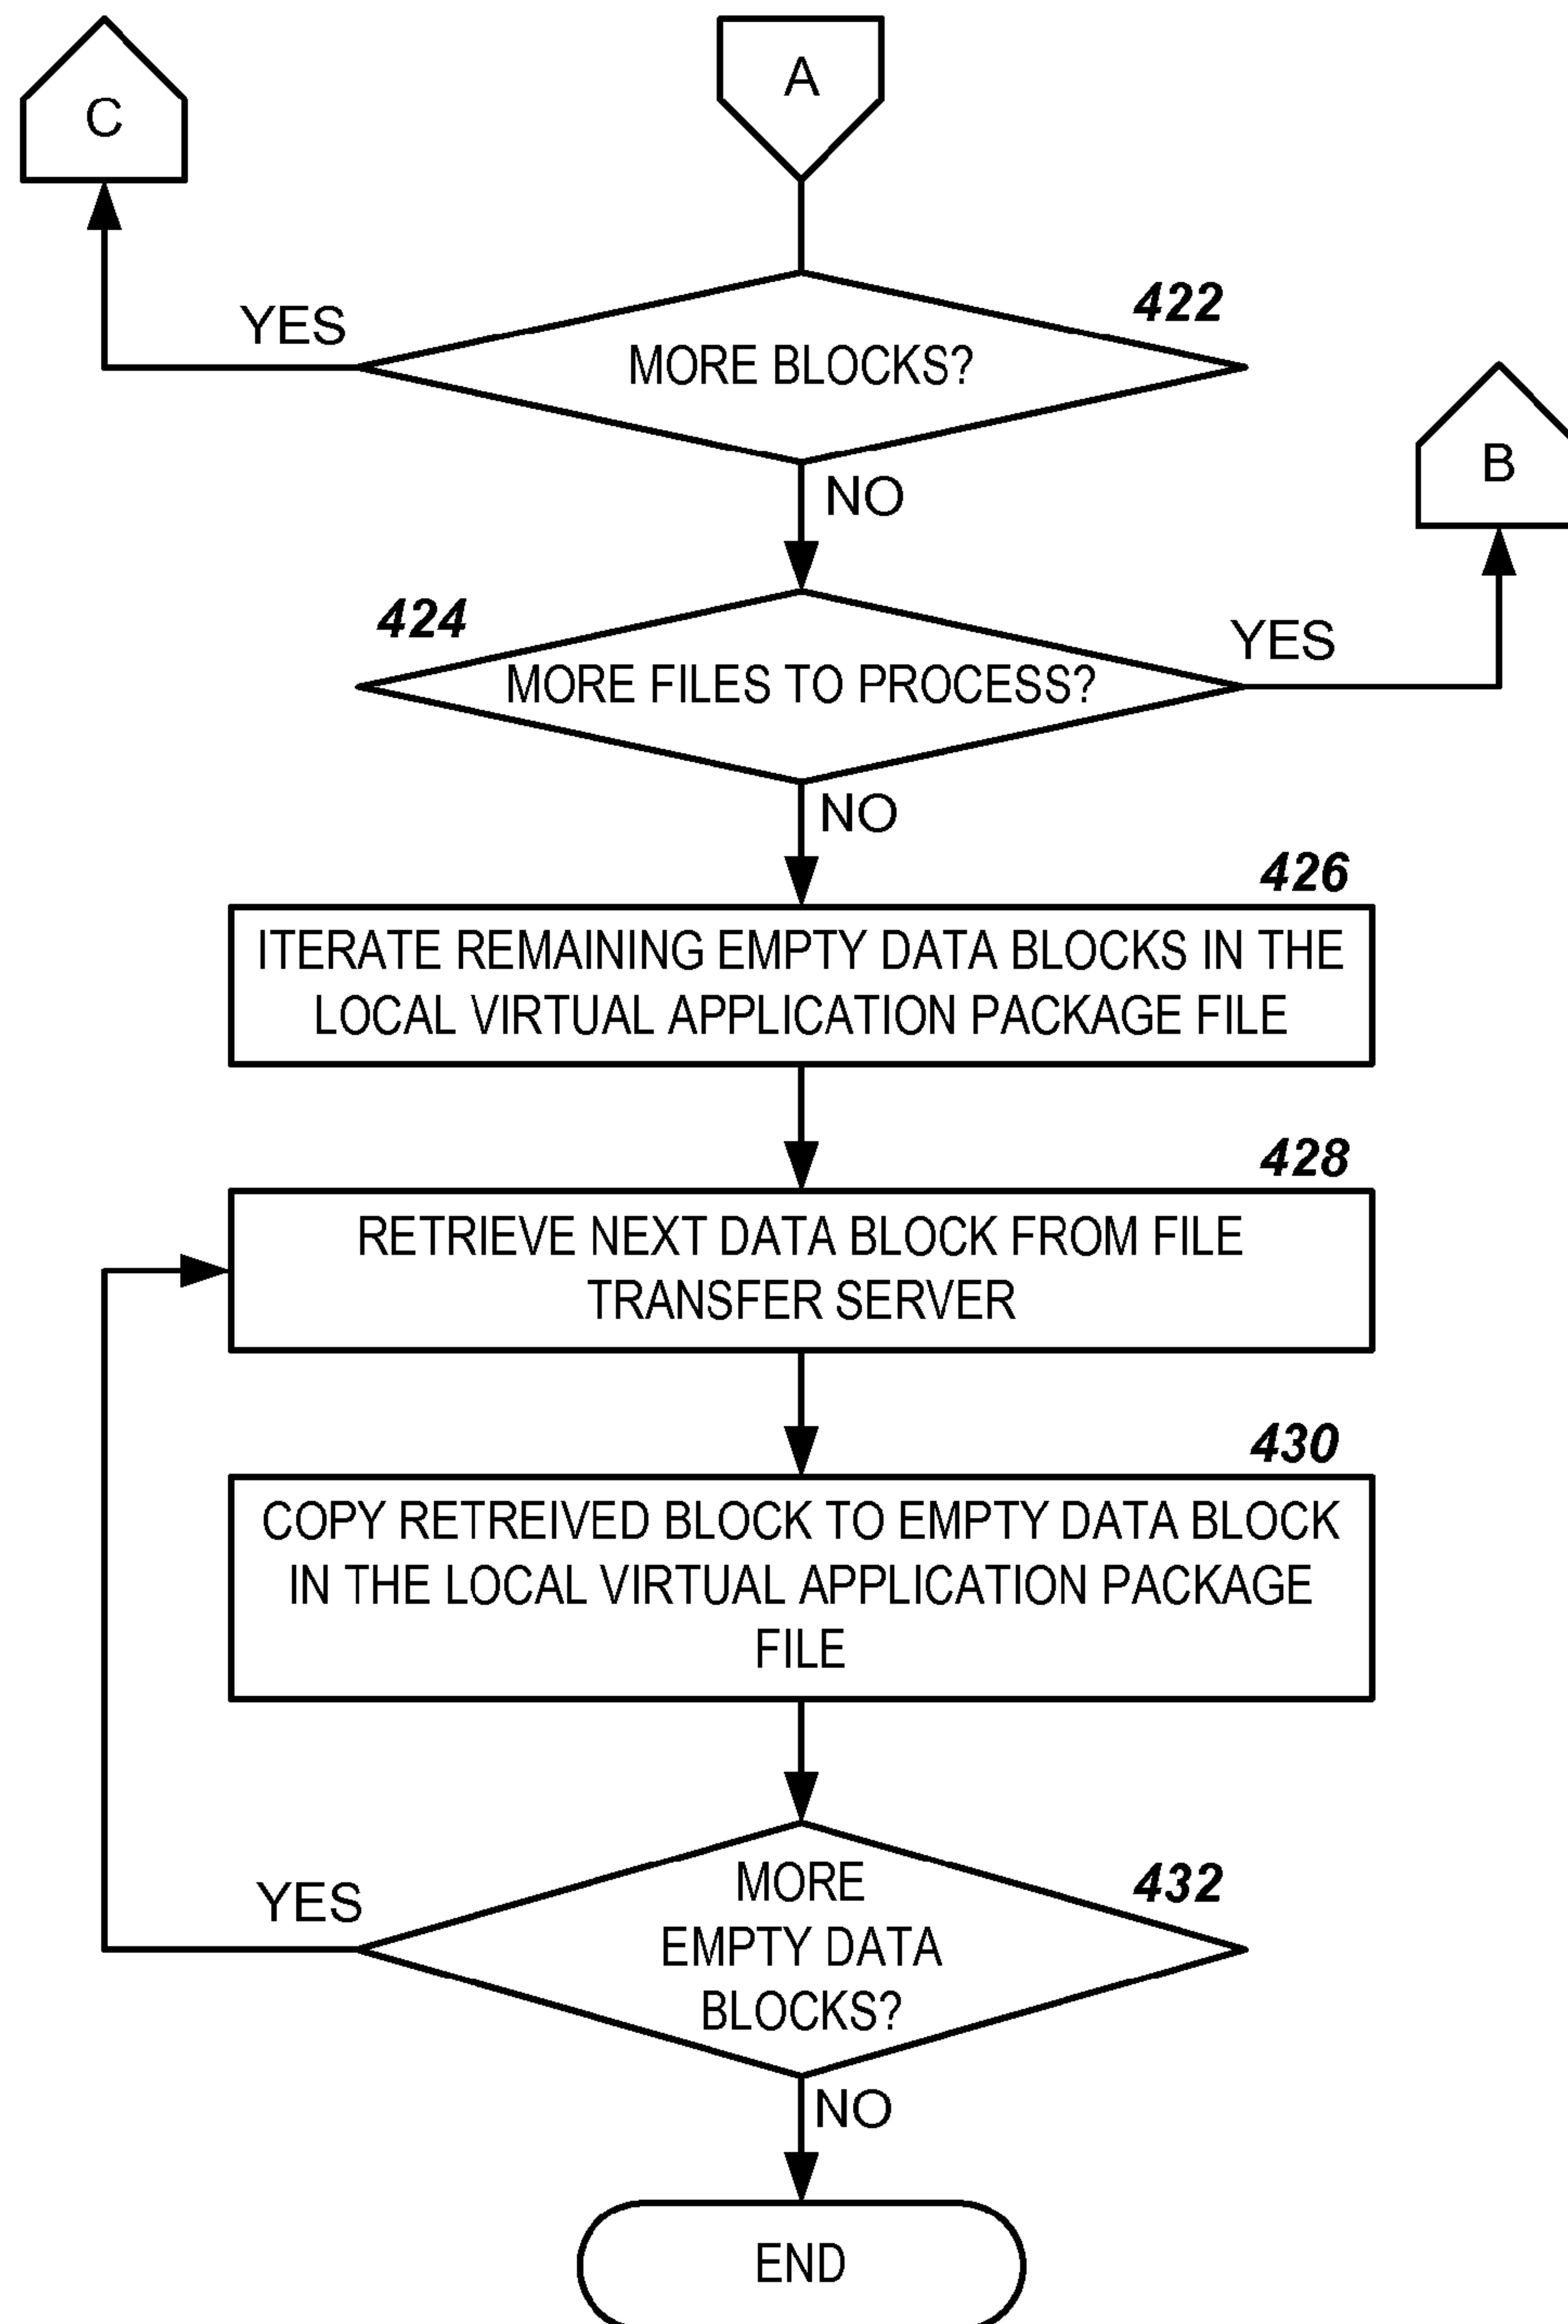 C
A
422
YES
MORE BLOCKS?
B
NO
424
YES
MORE FILES TO PROCESS?
NO
426
ITERATE REMAINING EMPTY DATA BLOCKS IN THE
LOCAL VIRTUAL APPLICATION PACKAGE FILE
428
RETRIEVE NEXT DATA BLOCK FROM FILE
TRANSFER SERVER
430
COPY RETREIVED BLOCK TO EMPTY DATA BLOCK
IN THE LOCAL VIRTUAL APPLICATION PACKAGE
FILE
432
YES
MORE
EMPTY DATA
BLOCKS?
NO
END